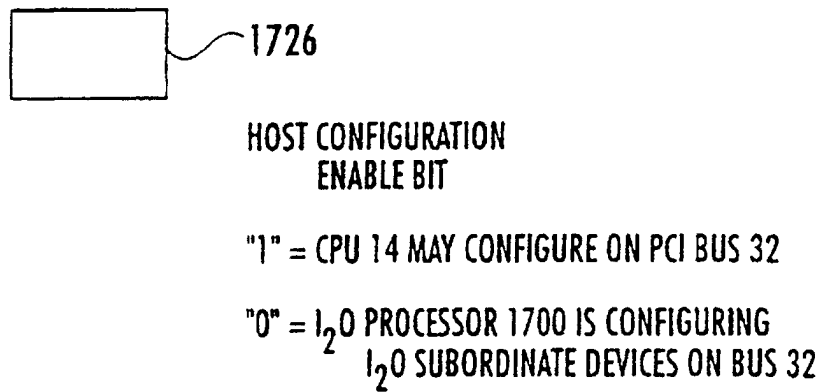 1726
HOST CONFIGURATION
ENABLE BIT
"1" = CPU 14 MAY CONFIGURE ON PCI BUS 32
"0" = I₂O PROCESSOR 1700 IS CONFIGURING
I₂O SUBORDINATE DEVICES ON BUS 32